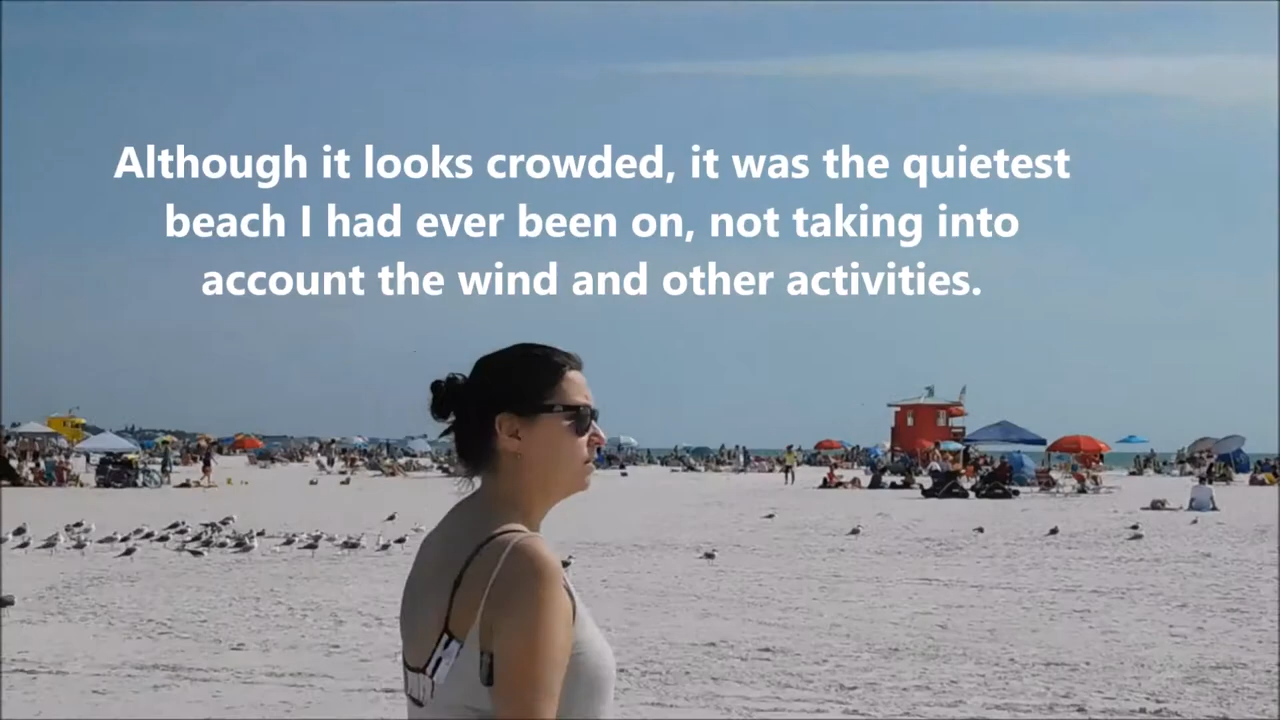 Although it looks crowded, it was the quietest
beach I had ever been on, not taking into
account the wind and other activities.